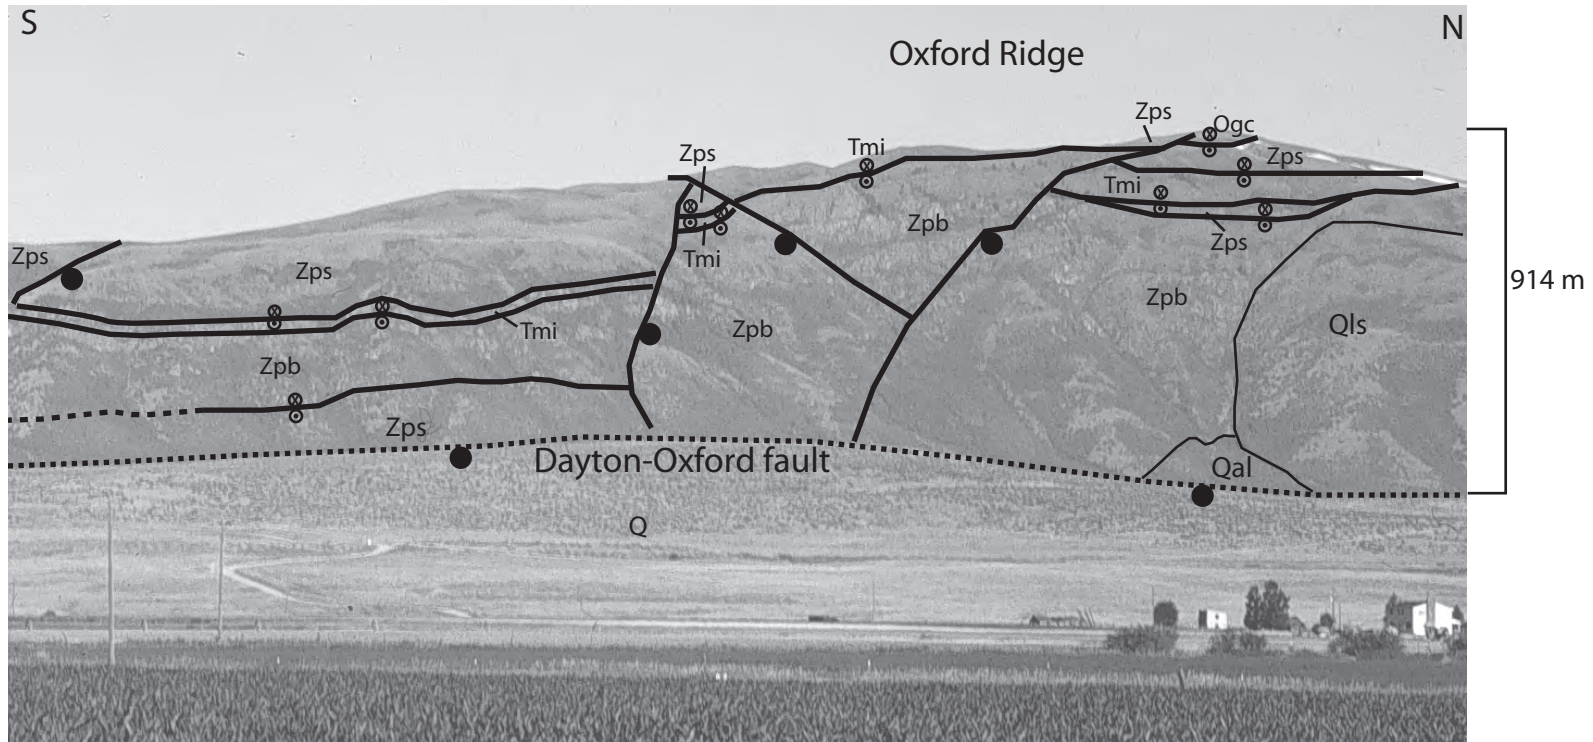 S
N
Oxford Ridge
Zps
Ogc
Tmi
Zps
Zps
Tmi
Zpb
Zps
Tmi
Zps
Zps
914 m
Zpb
Qls
Zpb
Tmi
Zpb
Zps
Dayton-Oxford fault
Qal
Q